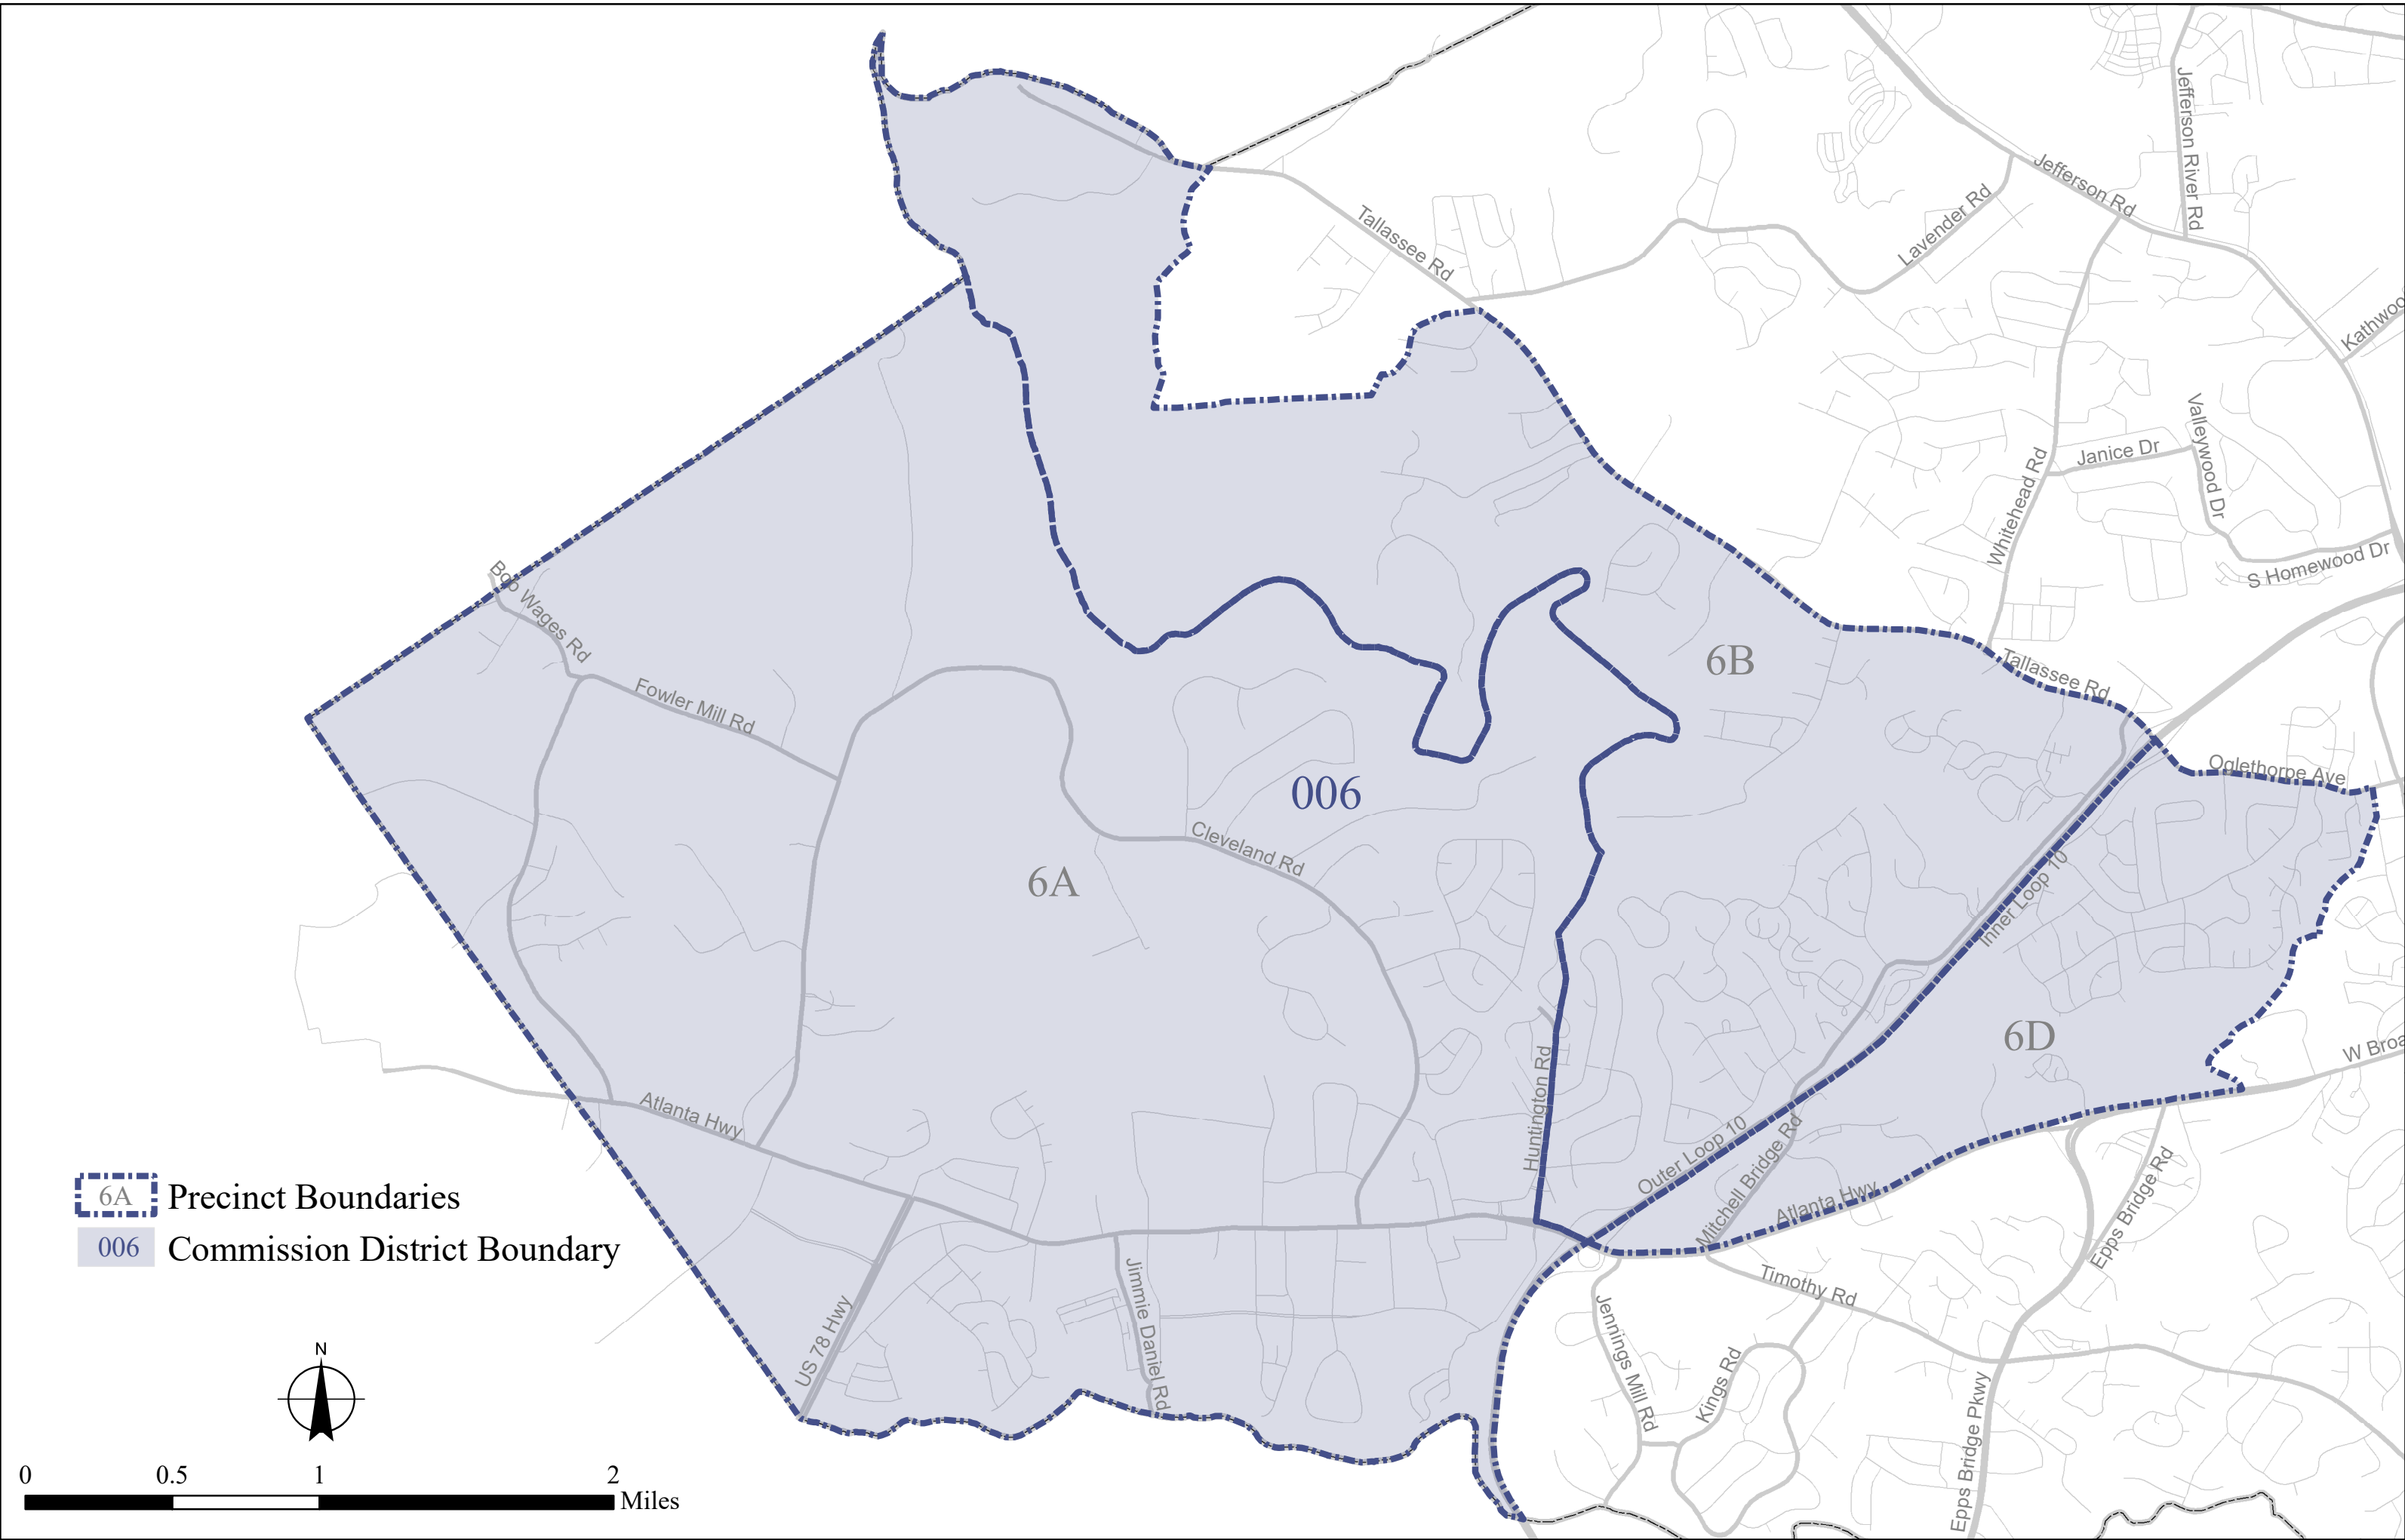 Jefferson River Rd
Jefferson Rd
Lavender Rd
Tallassee Rd
Kathwoo
Valleywood Dr
Janice Dr
Whitehead Rd
S Homewood Dr
Bob Wages Rd
6B
Tallassee Rd
Fowler Mill Rd
Oglethorpe Ave
006
Cleveland Rd
6A
Inner Loop 10
6D
W Broa
Atlanta Hwy
Huntington Rd
Outer Loop 10
Mitchell Bridge Rd
Atlanta Hwy
Epps Bridge Rd
6A Precinct Boundaries
006 Commission District Boundary
Timothy Rd
Jimmie Daniel Rd
US 78 Hwy
Jennings Mill Rd
Kings Rd
Epps Bridge Pkwy
N
0 0.5 1 2
Miles